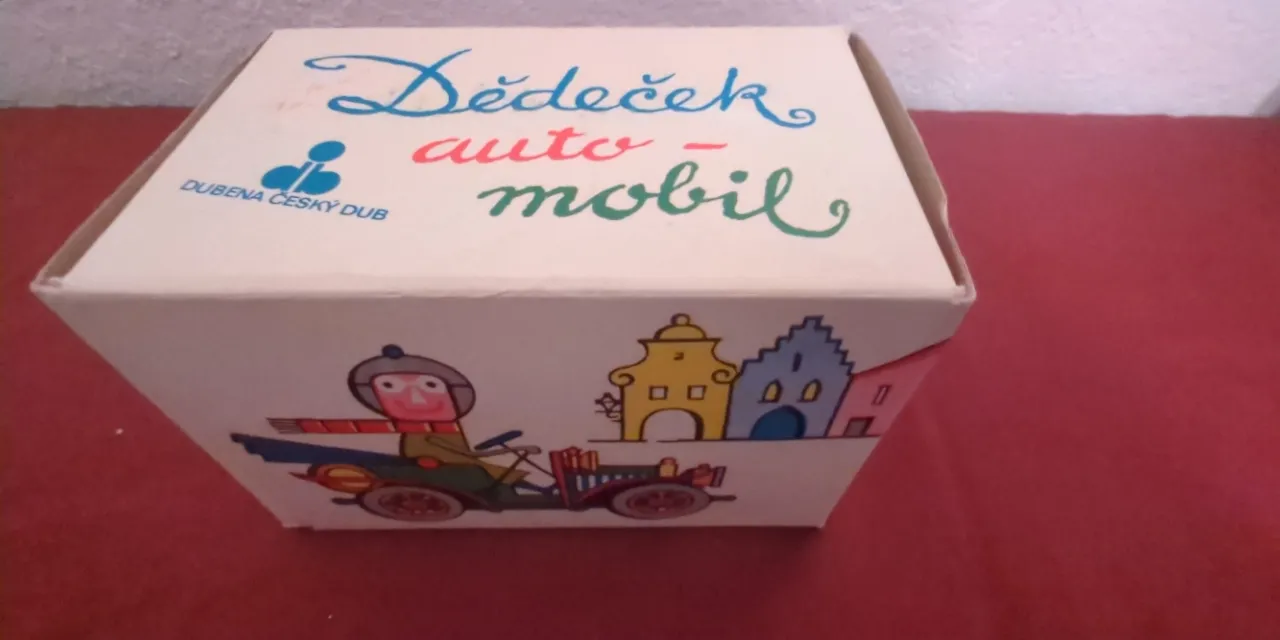 Dědeček
auto -
mobil
DUBENA ČESKÝ DUB